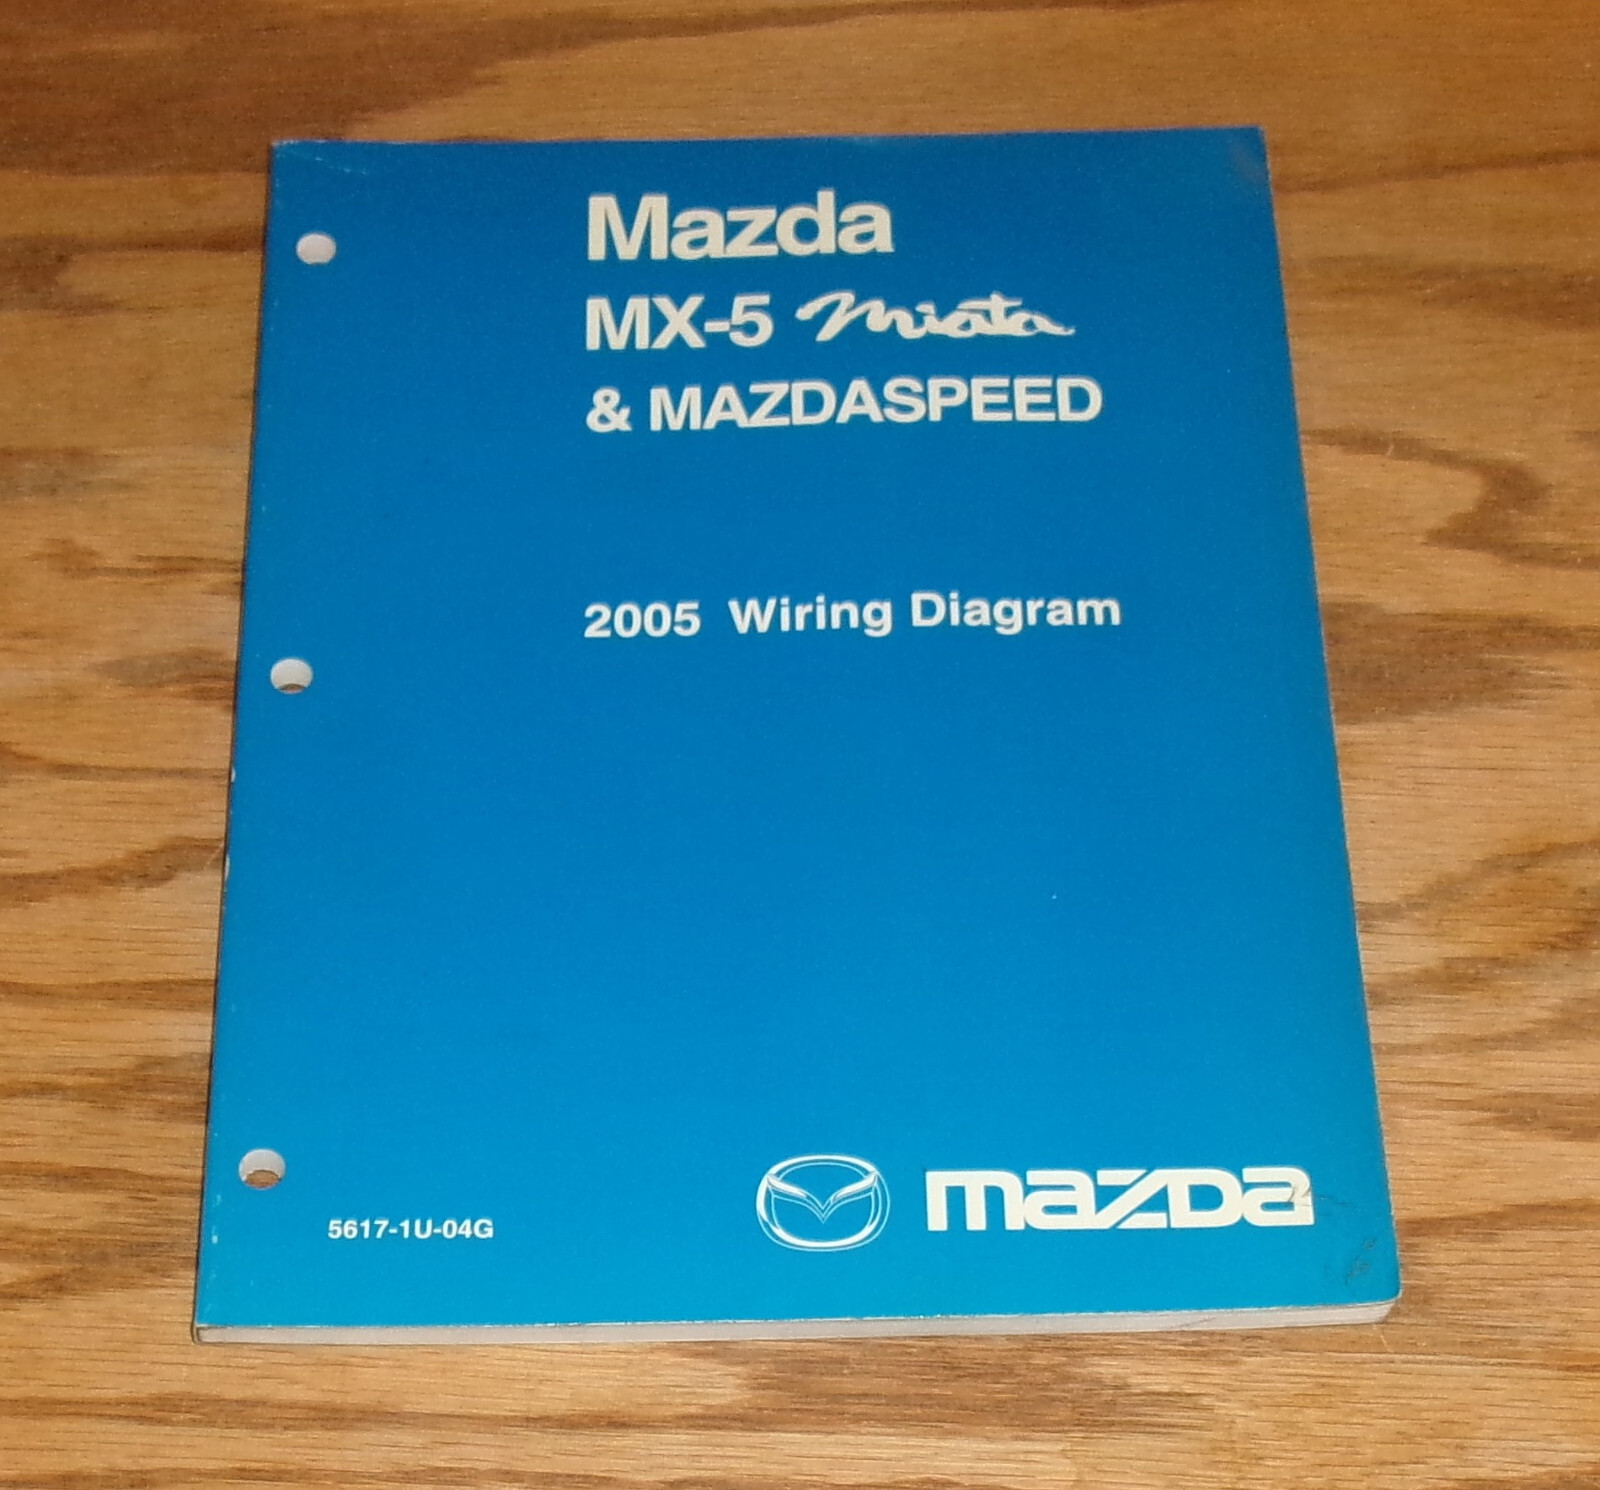 Mazda
MX-5 Miata
& MAZDASPEED
2005 Wiring Diagram
5617-1U-04G
mazda